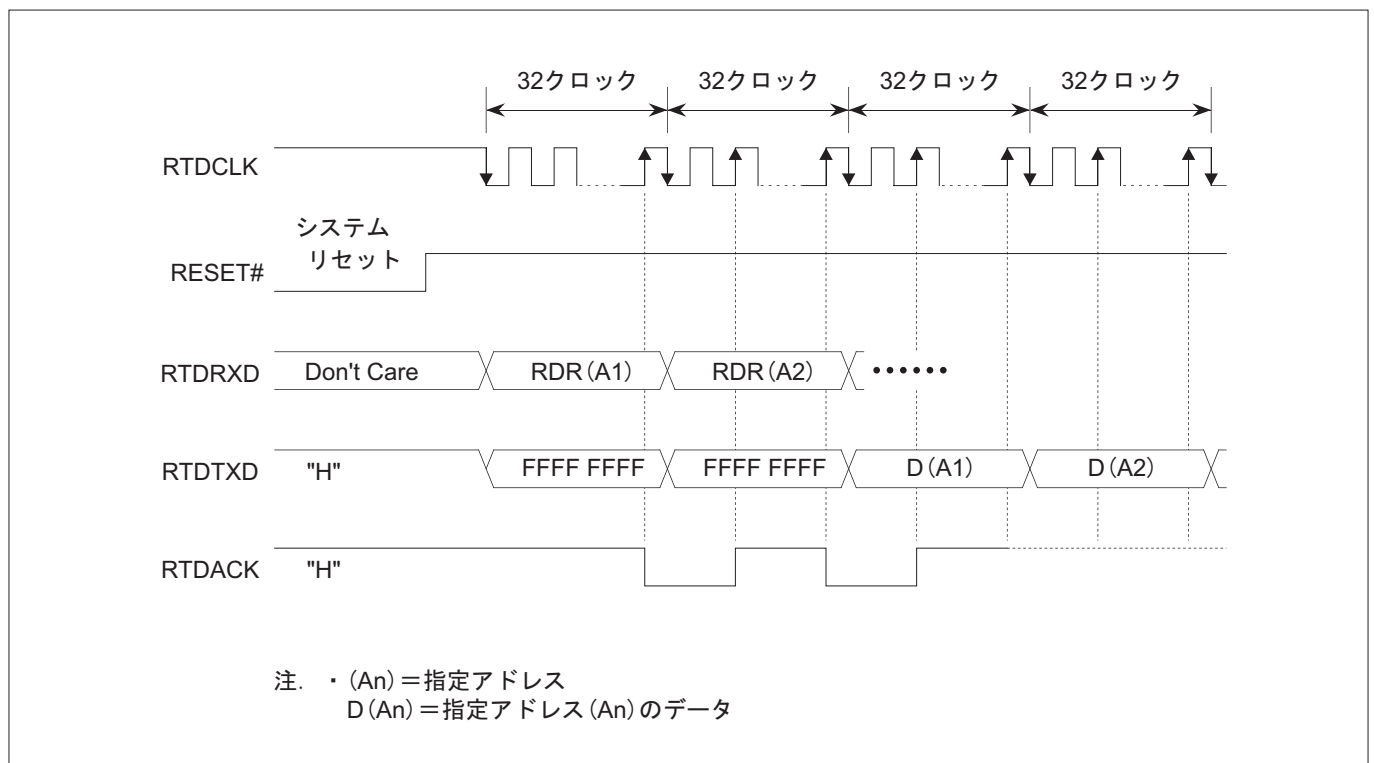 32クロック 32クロック 32クロック 32クロック
RTDCLK
システム
リセット
RESET#
RTDRXD Don't Care RDR(A1) RDR(A2) ••••••
RTDTXD "H" FFFF FFFF FFFF FFFF D(A1) D(A2)
RTDACK "H"
注. ・(An)=指定アドレス
D(An)=指定アドレス(An)のデータ